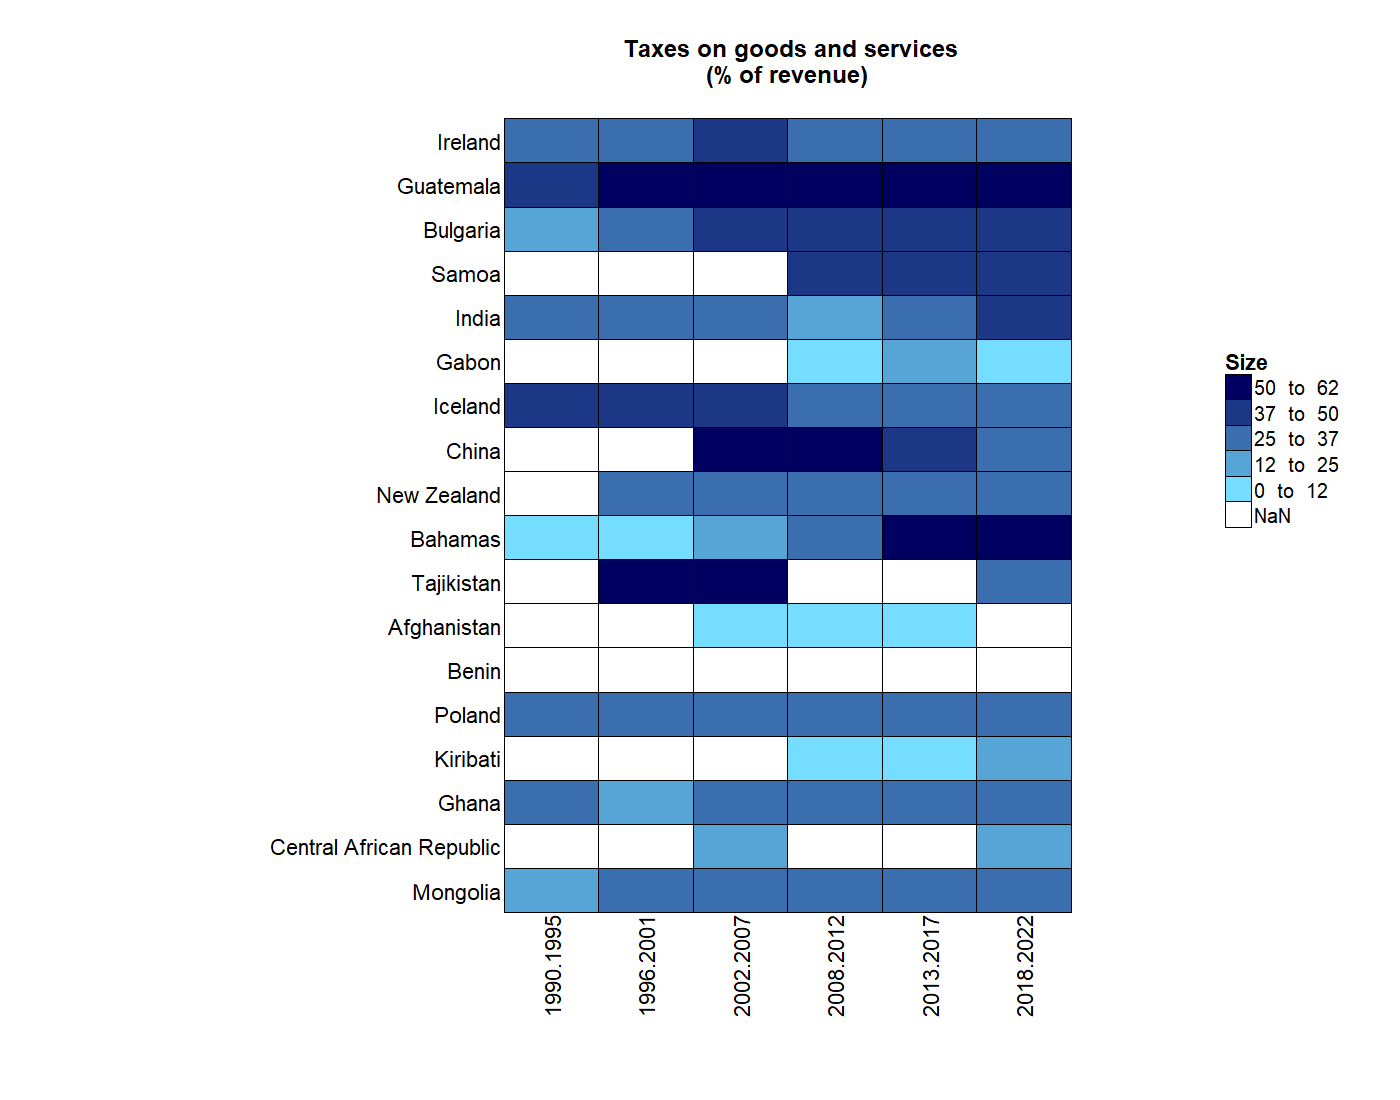 Taxes on goods and services
(% of revenue)
Ireland
Guatemala
Bulgaria
Samoa
India
Gabon
Iceland
China
New Zealand
Bahamas
Tajikistan
Afghanistan
Benin
Poland
Kiribati
Ghana
Central African Republic
Mongolia
1990.1995
1996.2001
2002.2007
2008.2012
2013.2017
2018.2022
Size
50 to 62
37 to 50
25 to 37
12 to 25
0 to 12
NaN